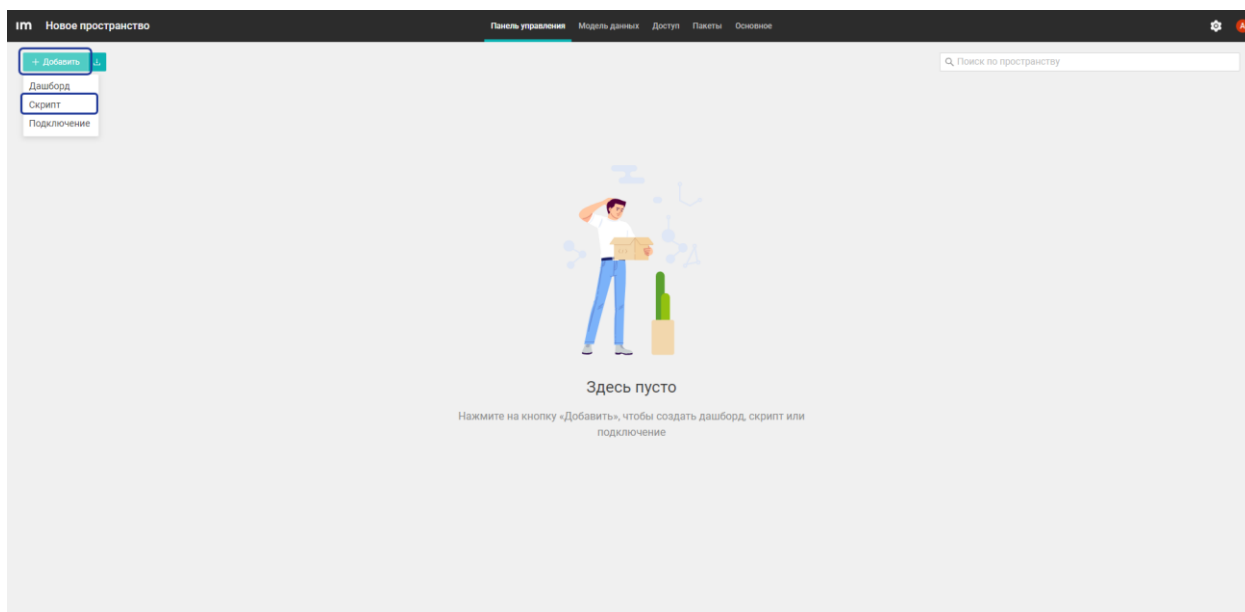 im Новое пространство
Панель управления Модель данных Доступ Пакеты Основное
A
+ Добавить
Поиск по пространству
Дашборд
Скрипт
Подключение
Здесь пусто
Нажмите на кнопку «Добавить», чтобы создать дашборд, скрипт или
подключение